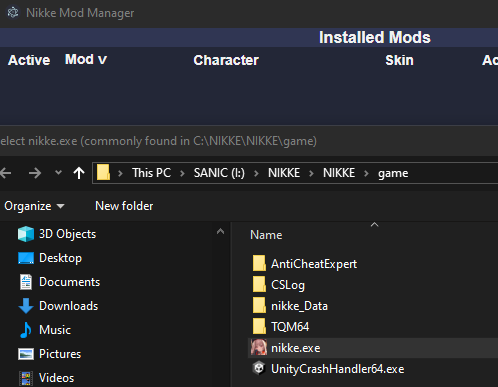 Nikke Mod Manager
Installed Mods
Active Mod v Character Skin Ac
elect nikke.exe (commonly found in C:\NIKKE\NIKKE\game)
This PC > SANIC (I:) > NIKKE > NIKKE > game
Organize New folder
3D Objects
Desktop
Documents
Downloads
Music
Pictures
Videos
Name
AntiCheatExpert
CSLog
nikke_Data
TQM64
nikke.exe
UnityCrashHandler64.exe